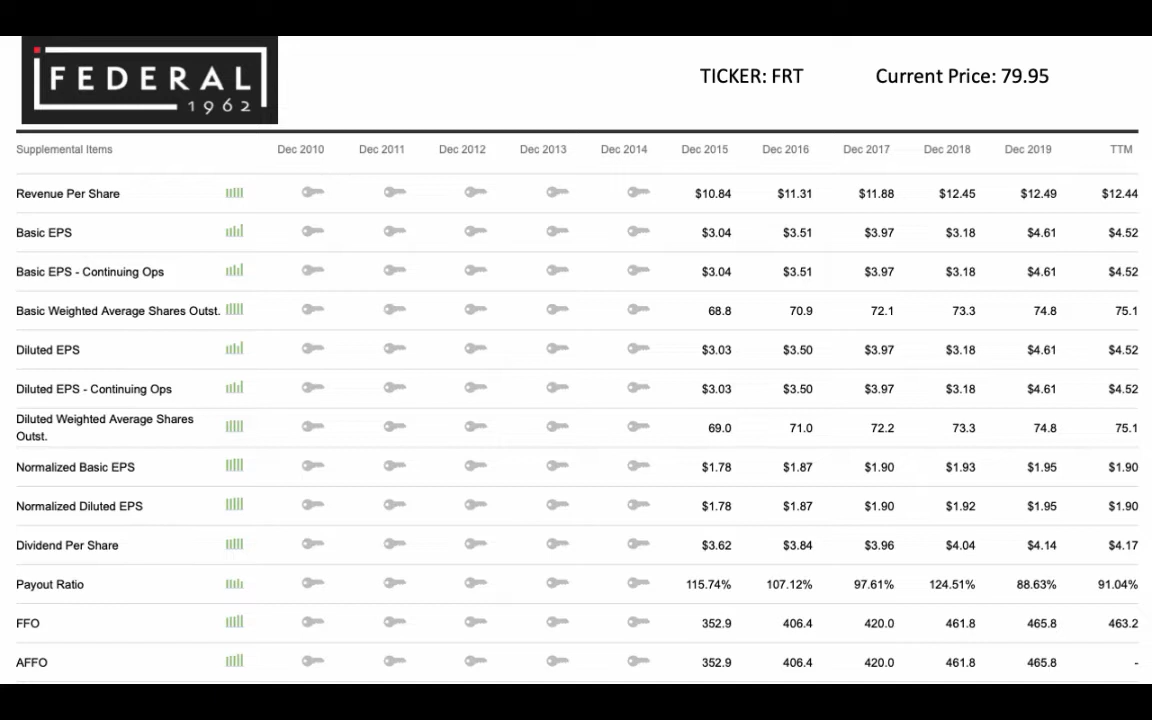 FEDERAL
1962
TICKER: FRT Current Price: 79.95
Supplemental Items Dec 2010 Dec 2011 Dec 2012 Dec 2013 Dec 2014 Dec 2015 Dec 2016 Dec 2017 Dec 2018 Dec 2019 TTM
Revenue Per Share $10.84 $11.31 $11.88 $12.45 $12.49 $12.44
Basic EPS $3.04 $3.51 $3.97 $3.18 $4.61 $4.52
Basic EPS - Continuing Ops $3.04 $3.51 $3.97 $3.18 $4.61 $4.52
Basic Weighted Average Shares Outst. 68.8 70.9 72.1 73.3 74.8 75.1
Diluted EPS $3.03 $3.50 $3.97 $3.18 $4.61 $4.52
Diluted EPS - Continuing Ops $3.03 $3.50 $3.97 $3.18 $4.61 $4.52
Diluted Weighted Average Shares
Outst. 69.0 71.0 72.2 73.3 74.8 75.1
Normalized Basic EPS $1.78 $1.87 $1.90 $1.93 $1.95 $1.90
Normalized Diluted EPS $1.78 $1.87 $1.90 $1.92 $1.95 $1.90
Dividend Per Share $3.62 $3.84 $3.96 $4.04 $4.14 $4.17
Payout Ratio 115.74% 107.12% 97.61% 124.51% 88.63% 91.04%
FFO 352.9 406.4 420.0 461.8 465.8 463.2
AFFO 352.9 406.4 420.0 461.8 465.8 -